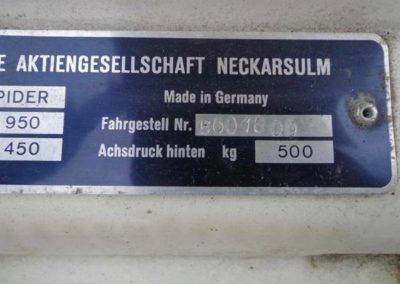 E AKTIENGESELLSCHAFT NECKARSULM
PIDER Made in Germany
950 Fahrgestell Nr.
450 Achsdruck hinten kg 500